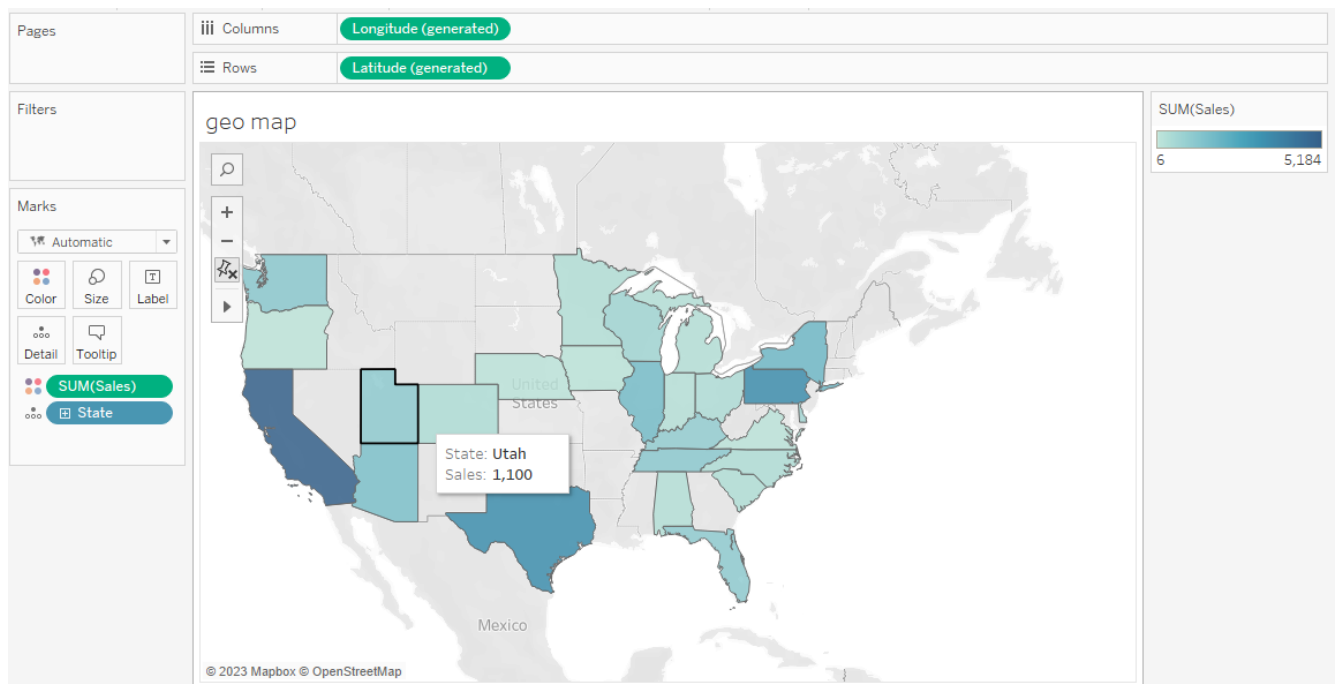 Pages
Columns
Longitude (generated)
Rows
Latitude (generated)
Filters
geo map
SUM(Sales)
6 5,184
Marks
Automatic
Color Size Label
Detail Tooltip
SUM(Sales)
State
United
States
State: Utah
Sales: 1,100
Mexico
© 2023 Mapbox © OpenStreetMap